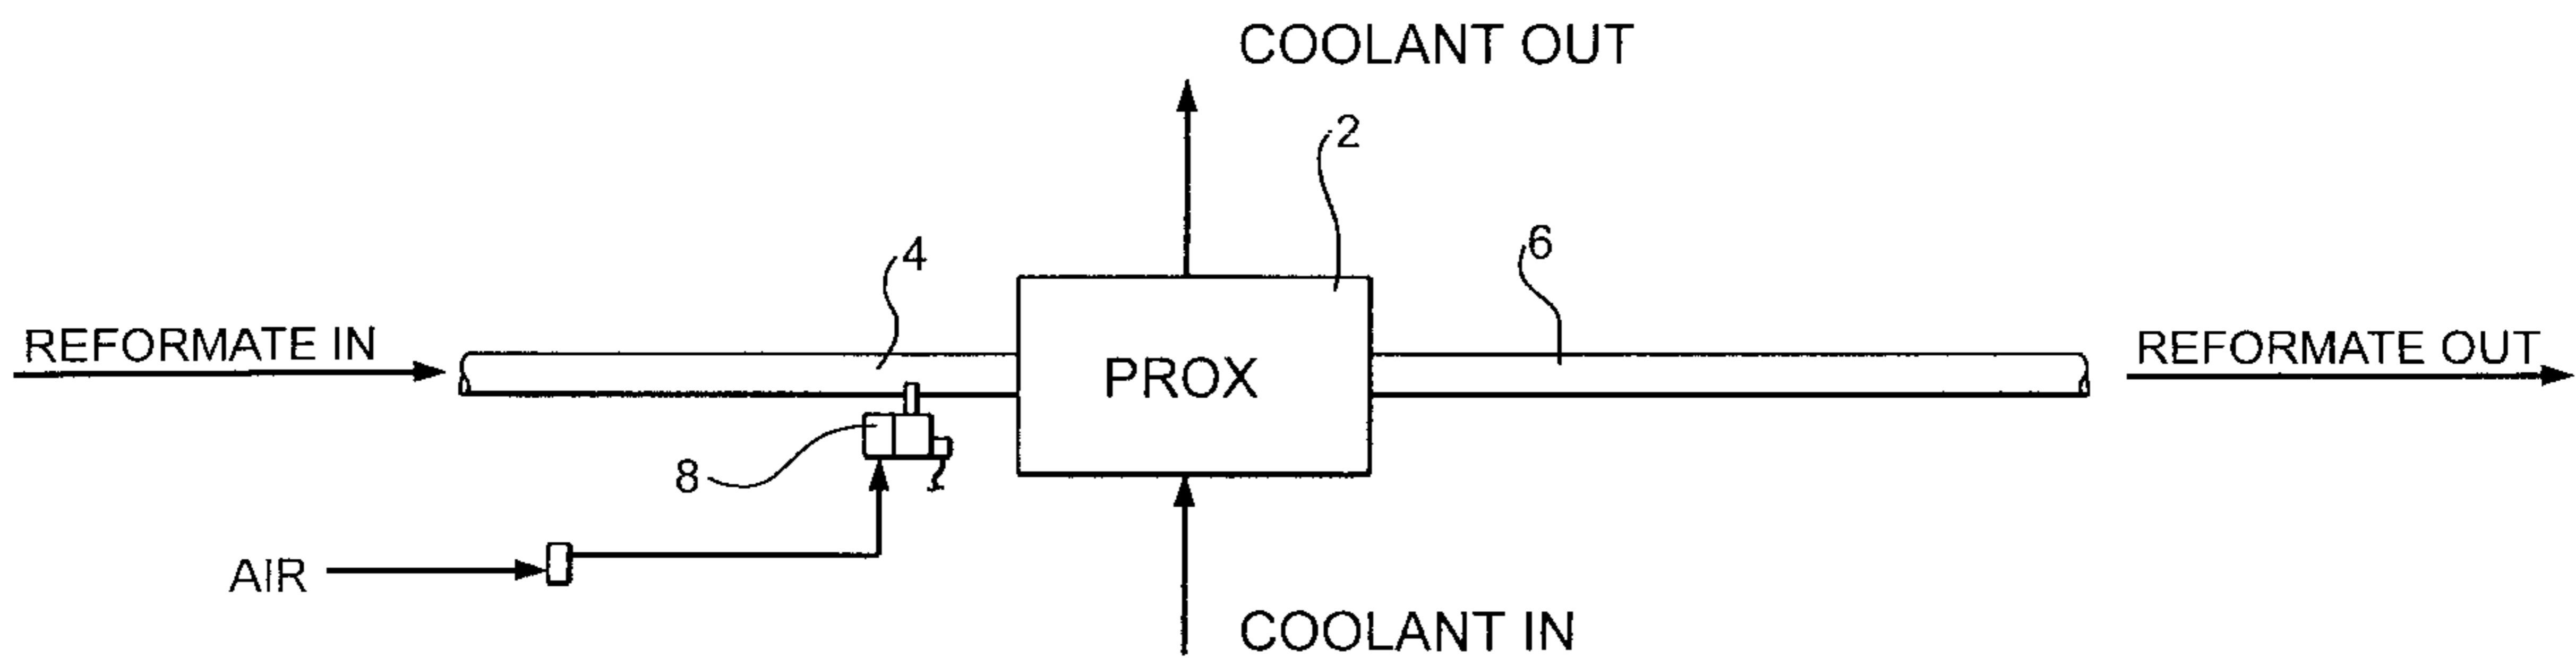 COOLANT OUT
2
4
6
REFORMATE IN
PROX
REFORMATE OUT
8
AIR
COOLANT IN